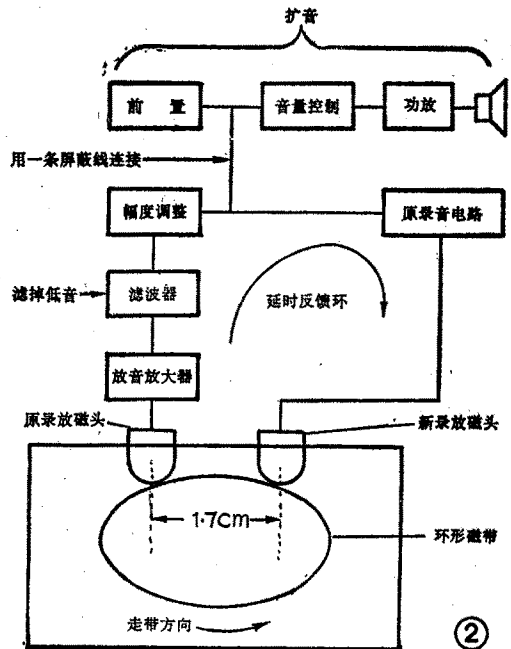 扩音
前 置
音量控制
功放
用一条屏蔽线连接
幅度调整
原录音电路
滤掉低音
滤波器
延时反馈环
放音放大器
原录放磁头
新录放磁头
1.7cm
环形磁带
走带方向
②